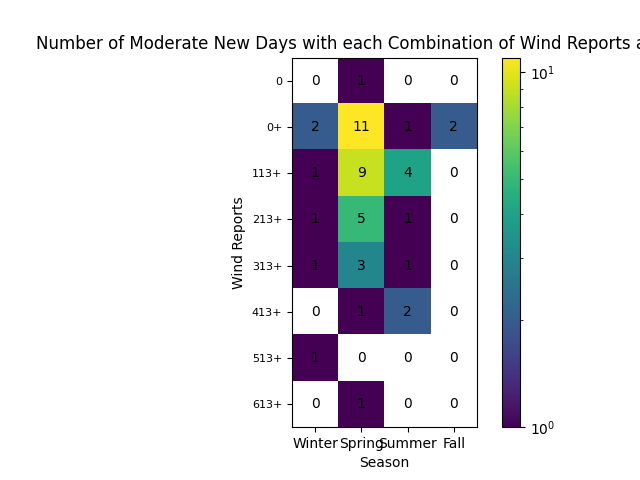 Number of Moderate New Days with each Combination of Wind Reports a
0 0 1 0 0
0+ 2 11 1 2
113+ 1 9 4 0
213+ 1 5 1 0
313+ 1 3 1 0
413+ 0 1 2 0
513+ 1 0 0 0
613+ 0 1 0 0
Winter Spring Summer Fall
Season
Wind Reports
10¹
10⁰